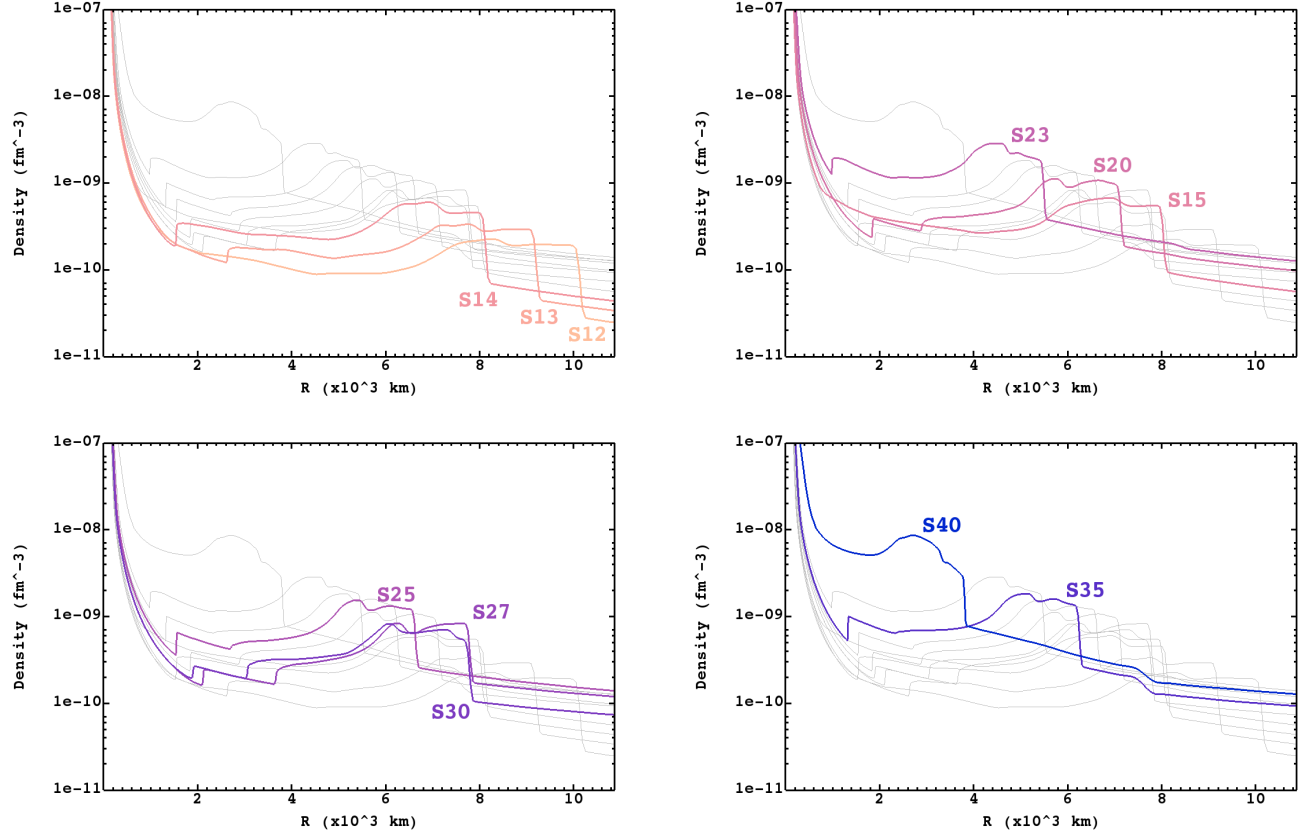 1e-07
1e-08
1e-09
1e-10
1e-11
Density (fm^-3)
2 4 6 8 10
R (x10^3 km)
S14
S13
S12
1e-07
1e-08
1e-09
1e-10
1e-11
Density (fm^-3)
2 4 6 8 10
R (x10^3 km)
S23
S20
S15
1e-07
1e-08
1e-09
1e-10
1e-11
Density (fm^-3)
2 4 6 8 10
R (x10^3 km)
S25
S27
S30
1e-07
1e-08
1e-09
1e-10
1e-11
Density (fm^-3)
2 4 6 8 10
R (x10^3 km)
S40
S35